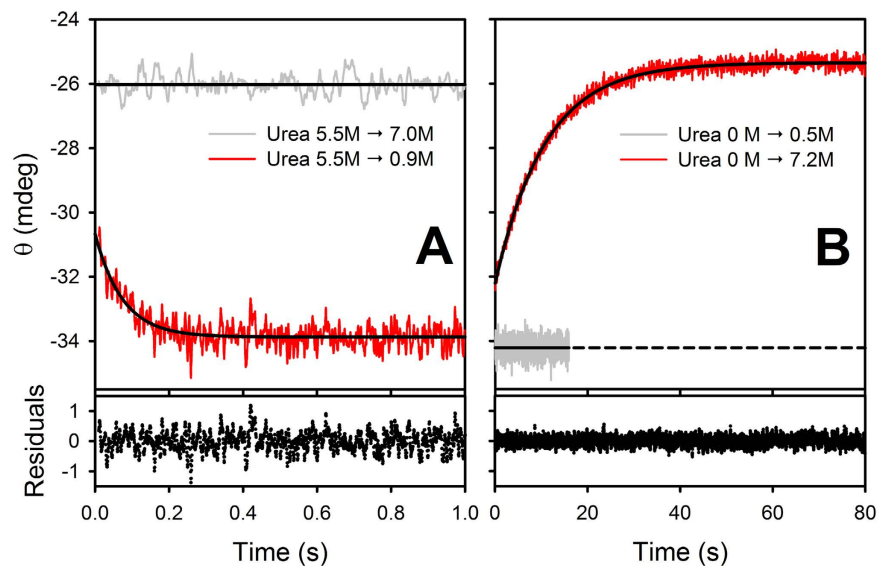 -24
-26
-28
-30
-32
-34
θ (mdeg)
Urea 5.5M → 7.0M
Urea 5.5M → 0.9M
A
Urea 0 M → 0.5M
Urea 0 M → 7.2M
B
1
0
-1
Residuals
0.0 0.2 0.4 0.6 0.8 1.0
0 20 40 60 80
Time (s)
Time (s)